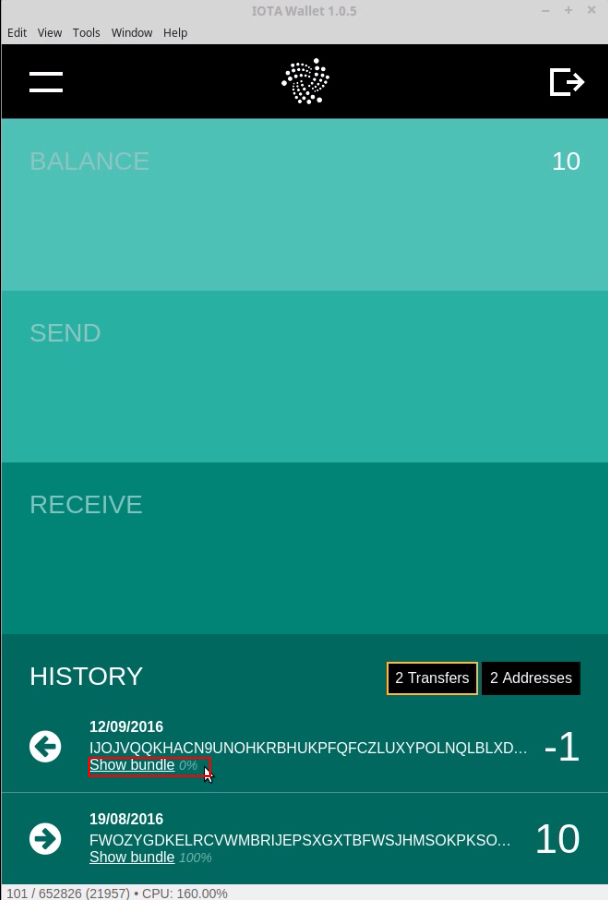 IOTA Wallet 1.0.5
Edit View Tools Window Help
BALANCE 10
SEND
RECEIVE
HISTORY 2 Transfers 2 Addresses
12/09/2016
IJOJVQQKHACN9UNOHKRBHUKPFQFCZLUXYPOLNQLBLXD... -1
Show bundle 0%
19/08/2016
FWOZYGDKELRCVWMBRIJEPSXGXTBFWSJHMSOKPKSO... 10
Show bundle 100%
101 / 652826 (21957) • CPU: 160.00%